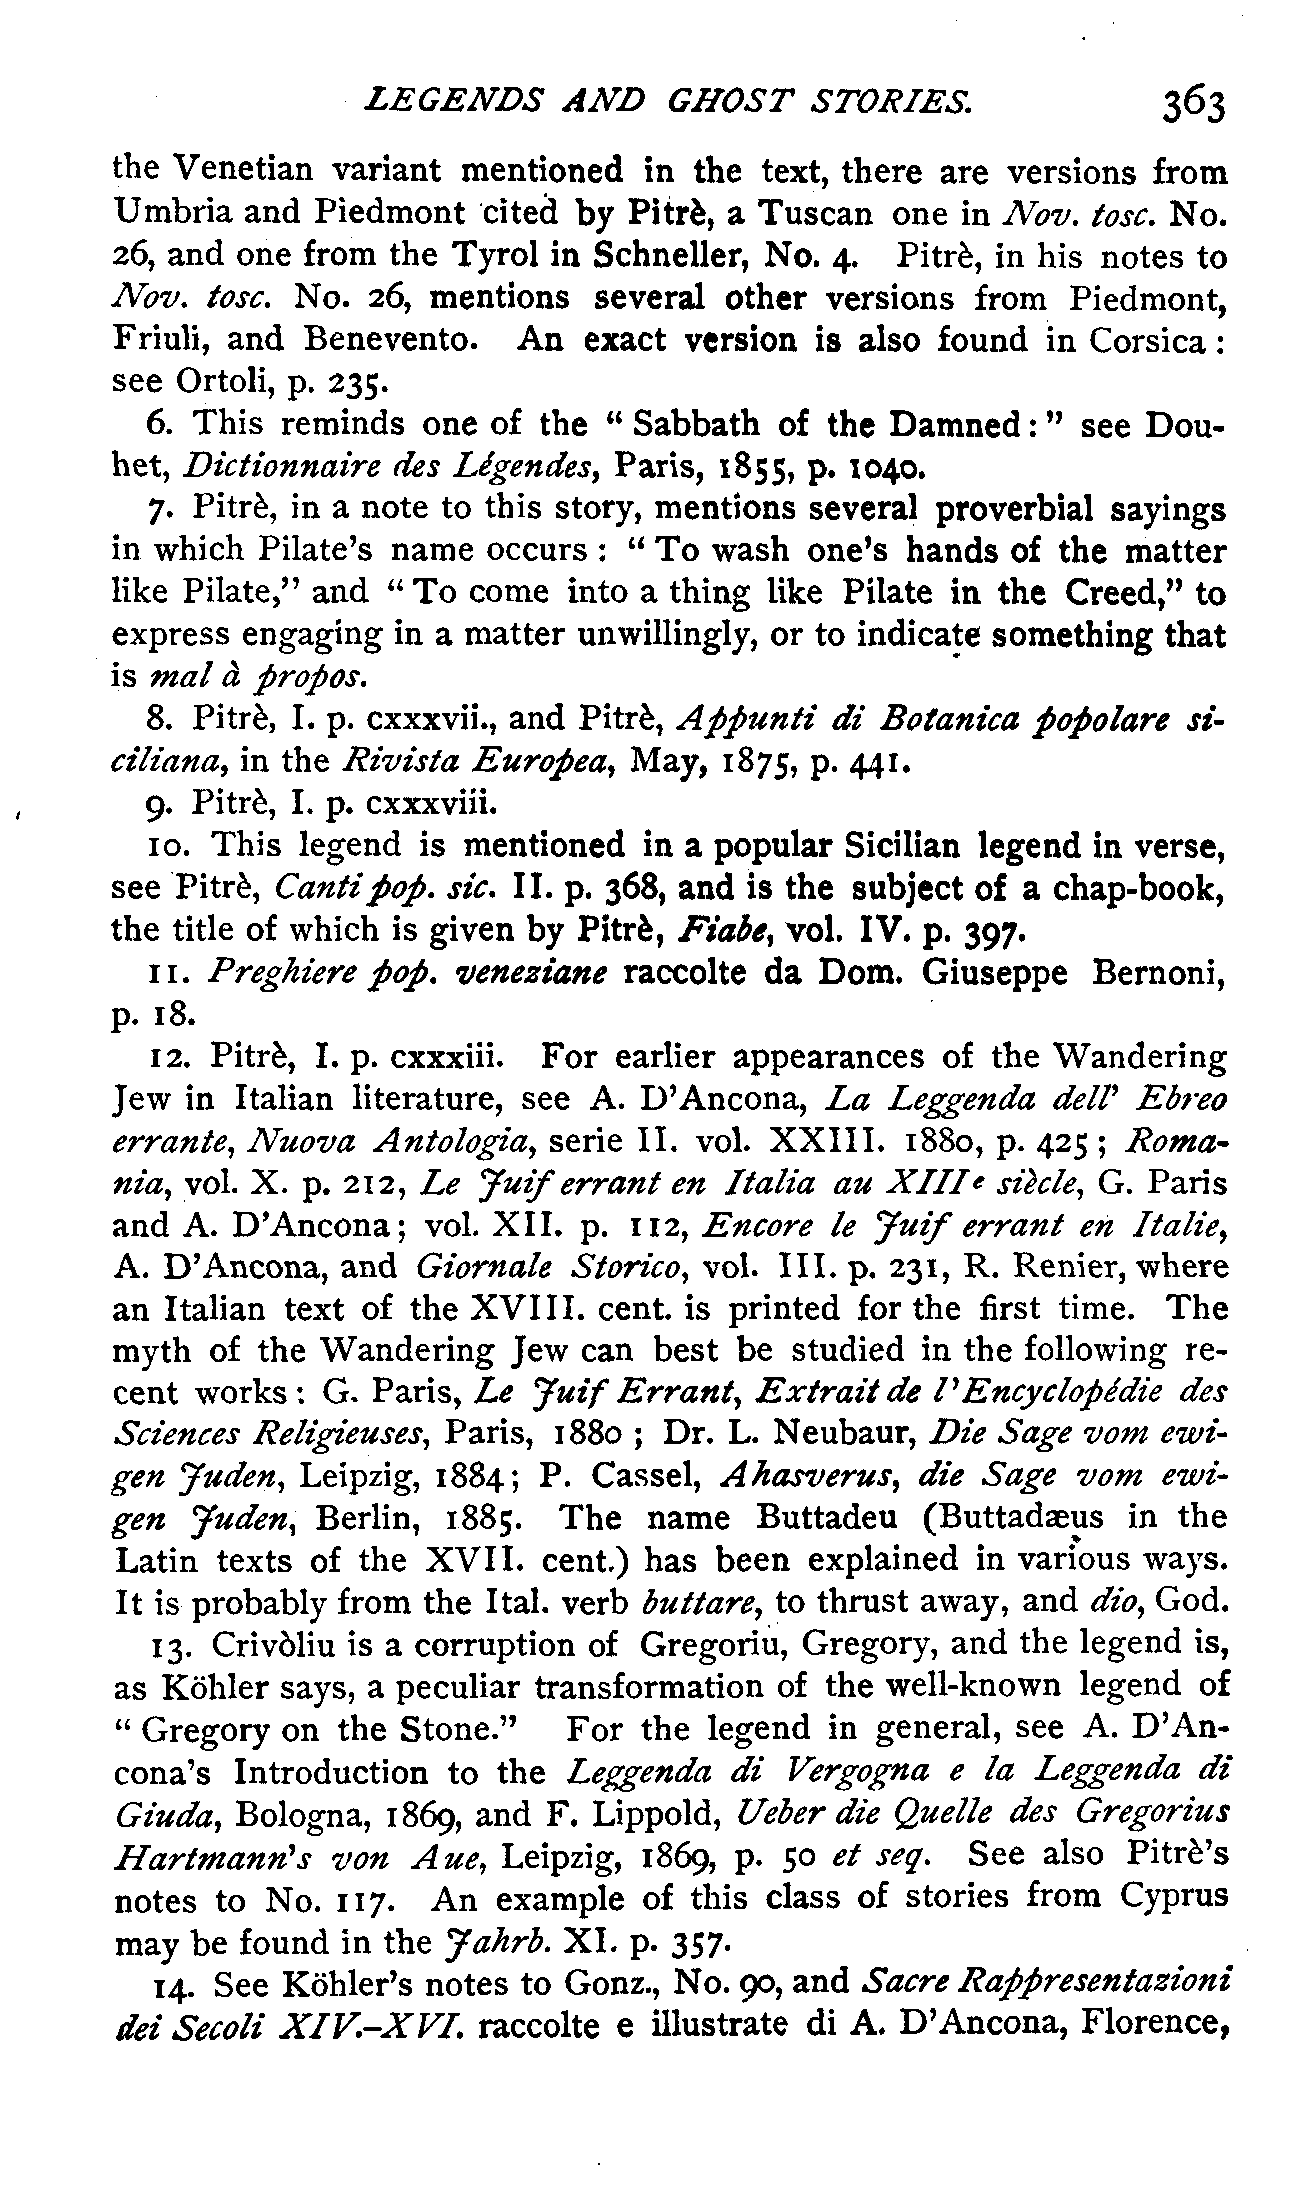 LEGENDS AND GHOST STORIES. 363
the Venetian variant mentioned in the text, there are versions from
Umbria and Piedmont cited by Pitrè, a Tuscan one in Nov. tosc. No.
26, and one from the Tyrol in Schneller, No. 4. Pitrè, in his notes to
Nov. tosc. No. 26, mentions several other versions from Piedmont,
Friuli, and Benevento. An exact version is also found in Corsica :
see Ortoli, p. 235.
6. This reminds one of the “ Sabbath of the Damned : ” see Dou-
het, Dictionnaire des Légendes, Paris, 1855, p. 1040.
7. Pitrè, in a note to this story, mentions several proverbial sayings
in which Pilate's name occurs : “ To wash one's hands of the matter
like Pilate,” and “ To come into a thing like Pilate in the Creed,” to
express engaging in a matter unwillingly, or to indicate something that
is mal à propos.
8. Pitrè, I. p. cxxxvii., and Pitrè, Appunti di Botanica popolare si-
ciliana, in the Rivista Europea, May, 1875, p. 441.
9. Pitrè, I. p. cxxxviii.
10. This legend is mentioned in a popular Sicilian legend in verse,
see Pitrè, Canti pop. sic. II. p. 368, and is the subject of a chap-book,
the title of which is given by Pitrè, Fiabe, vol. IV. p. 397.
11. Preghiere pop. veneziane raccolte da Dom. Giuseppe Bernoni,
p. 18.
12. Pitrè, I. p. cxxxiii. For earlier appearances of the Wandering
Jew in Italian literature, see A. D'Ancona, La Leggenda dell' Ebreo
errante, Nuova Antologia, serie II. vol. XXIII. 1880, p. 425 ; Roma-
nia, vol. X. p. 212, Le Juif errant en Italia au XIIIe siècle, G. Paris
and A. D'Ancona ; vol. XII. p. 112, Encore le Juif errant en Italie,
A. D'Ancona, and Giornale Storico, vol. III. p. 231, R. Renier, where
an Italian text of the XVIII. cent. is printed for the first time. The
myth of the Wandering Jew can best be studied in the following re-
cent works : G. Paris, Le Juif Errant, Extrait de l'Encyclopédie des
Sciences Religieuses, Paris, 1880 ; Dr. L. Neubaur, Die Sage vom ewi-
gen Juden, Leipzig, 1884 ; P. Cassel, Ahasverus, die Sage vom ewi-
gen Juden, Berlin, 1885. The name Buttadeu (Buttadæus in the
Latin texts of the XVII. cent.) has been explained in various ways.
It is probably from the Ital. verb buttare, to thrust away, and dio, God.
13. Crivòliu is a corruption of Gregoriu, Gregory, and the legend is,
as Köhler says, a peculiar transformation of the well-known legend of
“ Gregory on the Stone.” For the legend in general, see A. D'An-
cona's Introduction to the Leggenda di Vergogna e la Leggenda di
Giuda, Bologna, 1869, and F. Lippold, Ueber die Quelle des Gregorius
Hartmann's von Aue, Leipzig, 1869, p. 50 et seq. See also Pitrè's
notes to No. 117. An example of this class of stories from Cyprus
may be found in the Jahrb. XI. p. 357.
14. See Köhler's notes to Gonz., No. 90, and Sacre Rappresentazioni
dei Secoli XIV.–XVI. raccolte e illustrate di A. D'Ancona, Florence,